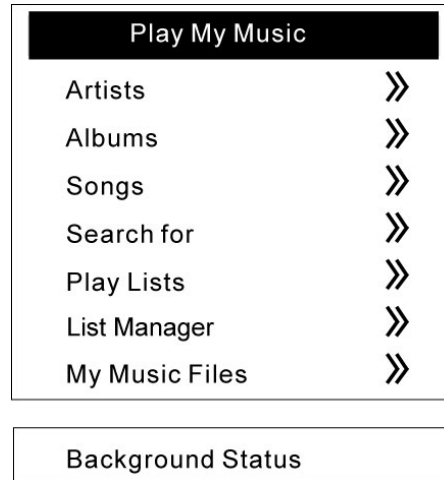 Play My Music
Artists
Albums
Songs
Search for
Play Lists
List Manager
My Music Files
Background Status